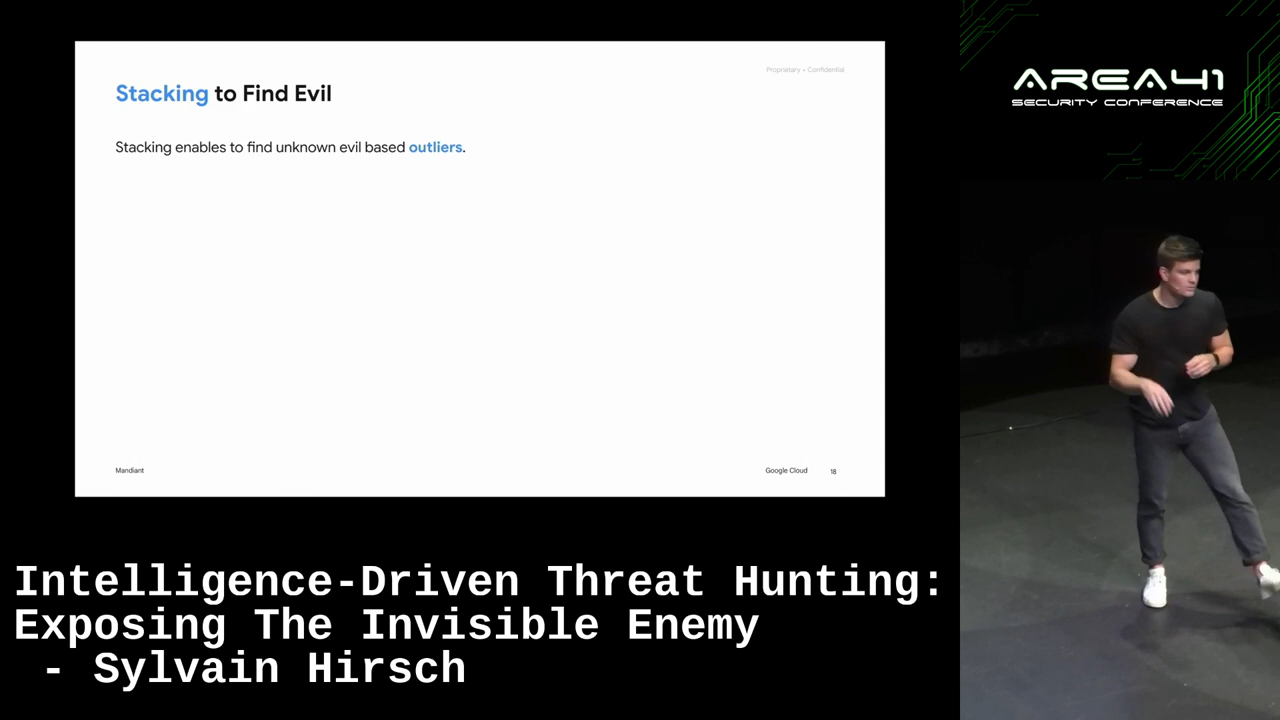 Proprietary + Confidential
Stacking to Find Evil
Stacking enables to find unknown evil based outliers.
Mandiant
Google Cloud
18
AREA41
SECURITY CONFERENCE
Intelligence-Driven Threat Hunting:
Exposing The Invisible Enemy
- Sylvain Hirsch